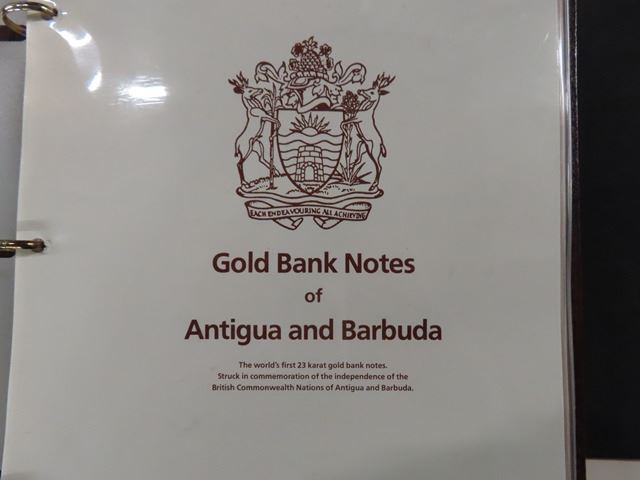 EACH ENDEAVOURING ALL ACHIEVING
Gold Bank Notes
of
Antigua and Barbuda
The world's first 23 karat gold bank notes.
Struck in commemoration of the independence of the
British Commonwealth Nations of Antigua and Barbuda.